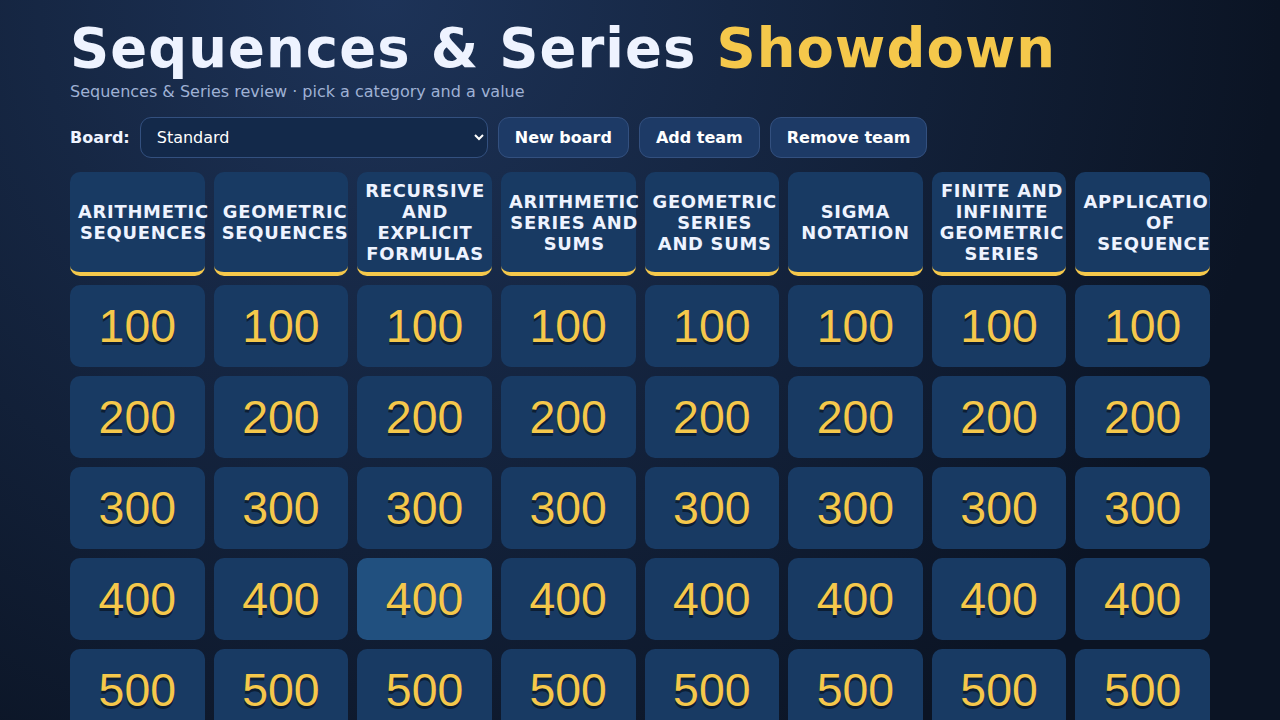 Sequences & Series Showdown
Sequences & Series review · pick a category and a value
Board: Standard New board Add team Remove team
ARITHMETIC SEQUENCES
GEOMETRIC SEQUENCES
RECURSIVE AND EXPLICIT FORMULAS
ARITHMETIC SERIES AND SUMS
GEOMETRIC SERIES AND SUMS
SIGMA NOTATION
FINITE AND INFINITE GEOMETRIC SERIES
APPLICATIO OF SEQUENCE
100 100 100 100 100 100 100 100
200 200 200 200 200 200 200 200
300 300 300 300 300 300 300 300
400 400 400 400 400 400 400 400
500 500 500 500 500 500 500 500